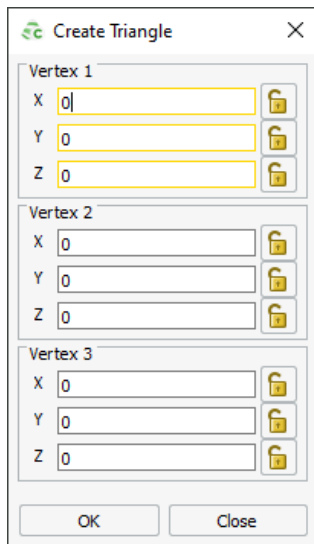 Create Triangle
Vertex 1
X 0
Y 0
Z 0
Vertex 2
X 0
Y 0
Z 0
Vertex 3
X 0
Y 0
Z 0
OK Close